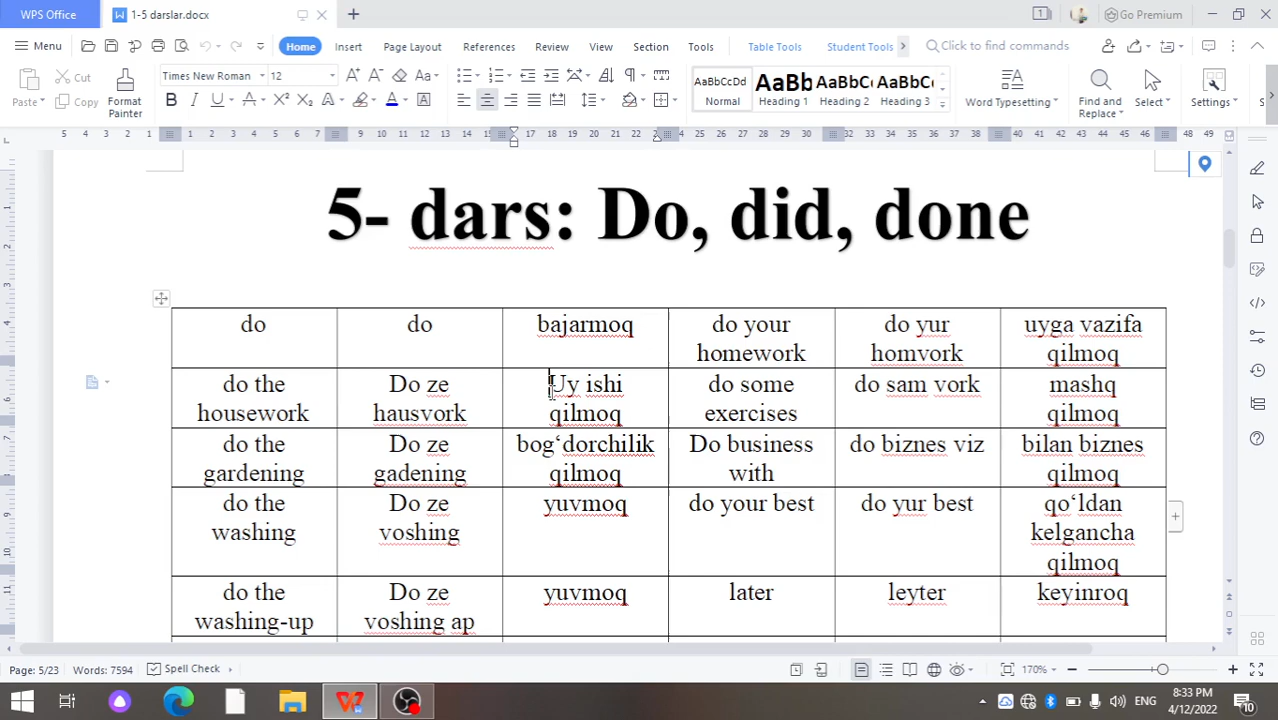 WPS Office
1-5 darslar.docx
Go Premium
Menu
Home
Insert
Page Layout
References
Review
View
Section
Tools
Table Tools
Student Tools
Click to find commands
Paste
Cut
Copy
Format Painter
Times New Roman
12
AaBbCcDd
Normal
AaBb
Heading 1
AaBbC
Heading 2
AaBbC
Heading 3
Word Typesetting
Find and Replace
Select
Settings
5- dars: Do, did, done
do do bajarmoq do your homework do yur homvork uyga vazifa qilmoq
do the housework Do ze hausvork Uy ishi qilmoq do some exercises do sam vork mashq qilmoq
do the gardening Do ze gadening bog‘dorchilik qilmoq Do business with do biznes viz bilan biznes qilmoq
do the washing Do ze voshing yuvmoq do your best do yur best qo‘ldan kelgancha qilmoq
do the washing-up Do ze voshing ap yuvmoq later leyter keyinroq
Page: 5/23
Words: 7594
Spell Check
170%
ENG
8:33 PM
4/12/2022
10